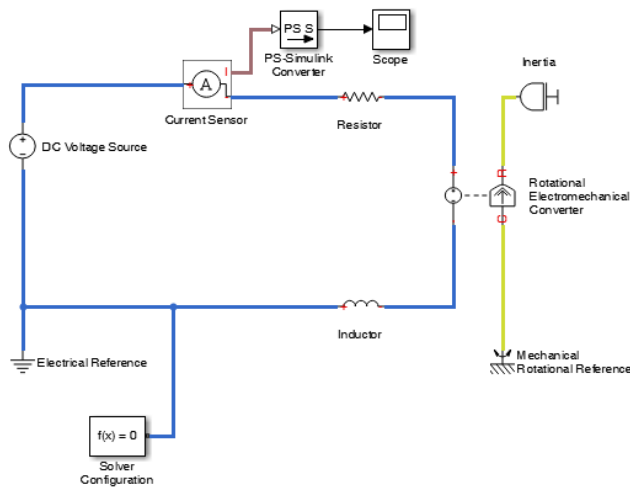 PS S
PS-Simulink
Converter
Scope
I
A
Current Sensor
Resistor
Inertia
DC Voltage Source
R
Rotational
Electromechanical
Converter
C
Inductor
Electrical Reference
Mechanical
Rotational Reference
f(x) = 0
Solver
Configuration